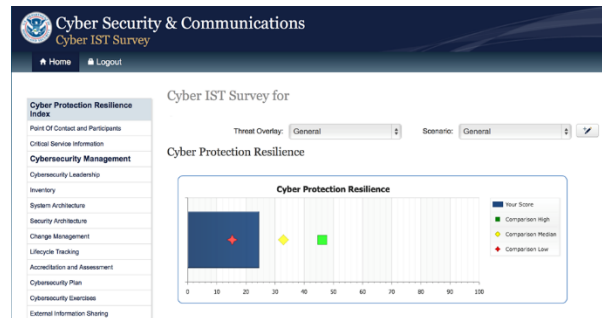 Cyber Security & Communications
Cyber IST Survey
Home Logout
Cyber Protection Resilience
Index
Point Of Contact and Participants
Critical Service Information
Cybersecurity Management
Cybersecurity Leadership
Inventory
System Architecture
Security Architecture
Change Management
Lifecycle Tracking
Accreditation and Assessment
Cybersecurity Plan
Cybersecurity Exercises
External Information Sharing
Cyber IST Survey for
Threat Overlay: General Scenario: General
Cyber Protection Resilience
Cyber Protection Resilience
Your Score
Comparison High
Comparison Median
Comparison Low
0 10 20 30 40 50 60 70 80 90 100